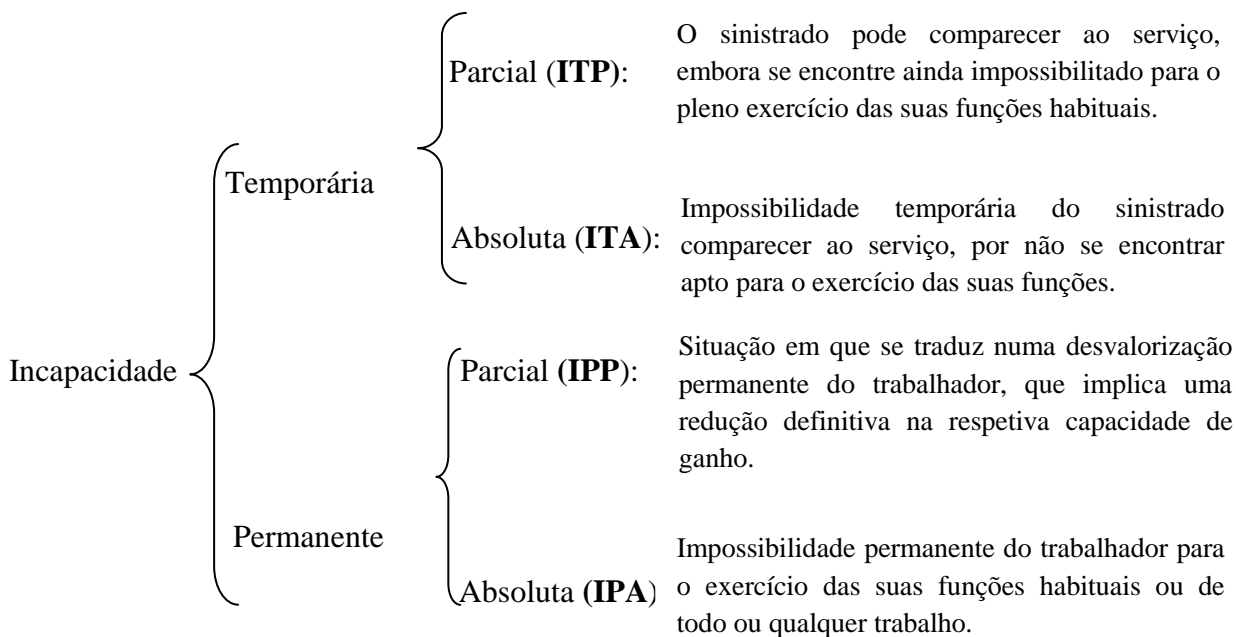 O sinistrado pode comparecer ao serviço,
Parcial (ITP): embora se encontre ainda impossibilitado para o
pleno exercício das suas funções habituais.
Temporária
Impossibilidade temporária do sinistrado
Absoluta (ITA): comparecer ao serviço, por não se encontrar
apto para o exercício das suas funções.
Incapacidade
Situação em que se traduz numa desvalorização
Parcial (IPP): permanente do trabalhador, que implica uma
redução definitiva na respetiva capacidade de
ganho.
Permanente
Impossibilidade permanente do trabalhador para
Absoluta (IPA) o exercício das suas funções habituais ou de
todo ou qualquer trabalho.